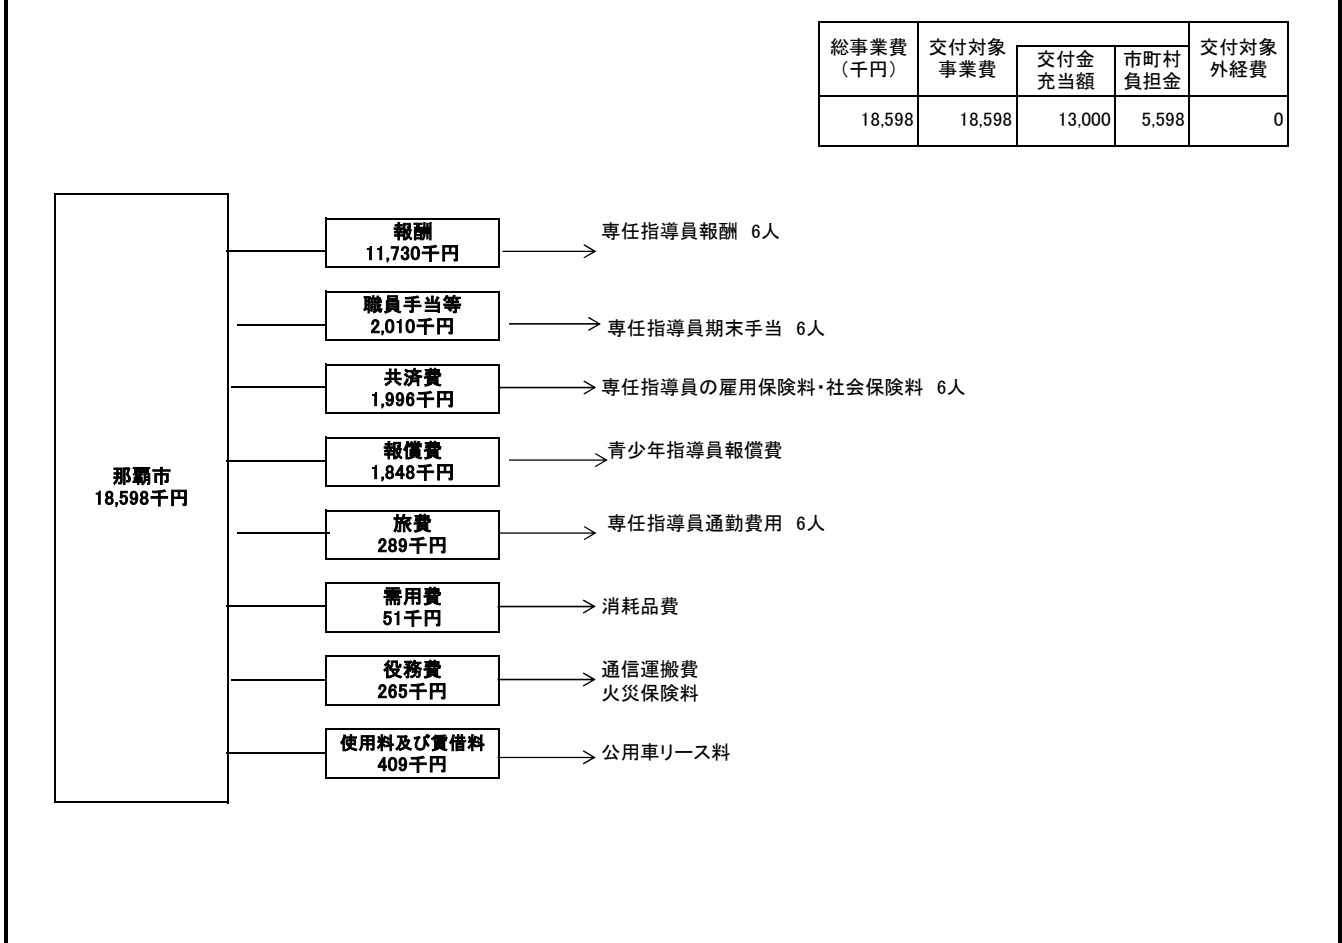 総事業費
（千円）
交付対象
事業費
交付金
充当額
市町村
負担金
交付対象
外経費
18,598
18,598
13,000
5,598
0
那覇市
18,598千円
報酬
11,730千円
専任指導員報酬 6人
職員手当等
2,010千円
専任指導員期末手当 6人
共済費
1,996千円
専任指導員の雇用保険料・社会保険料 6人
報償費
1,848千円
青少年指導員報償費
旅費
289千円
専任指導員通勤費用 6人
需用費
51千円
消耗品費
役務費
265千円
通信運搬費
火災保険料
使用料及び賃借料
409千円
公用車リース料